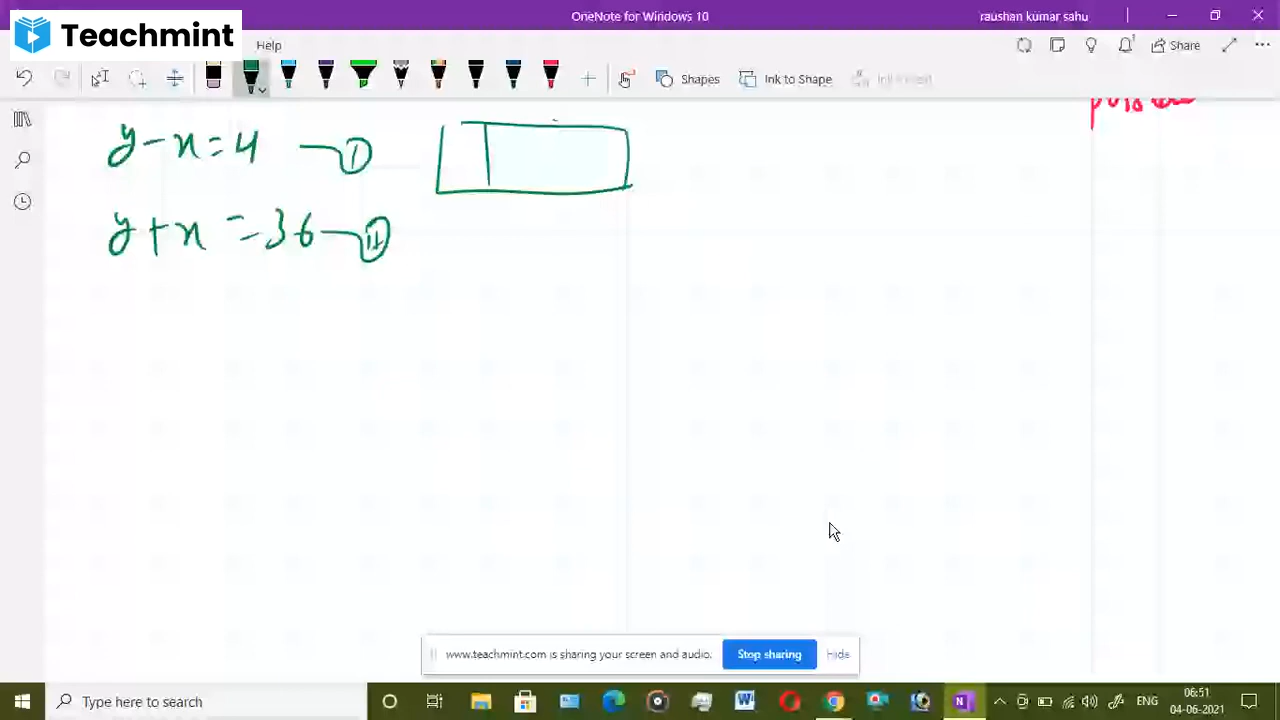 OneNote for Windows 10
raushan kumar sahu
Teachmint
Help
Share
Shapes
Ink to Shape
y-x=4 — I
y+x=36 — II
www.teachmint.com is sharing your screen and audio.
Stop sharing
Hide
Type here to search
ENG
06:51
04-06-2021